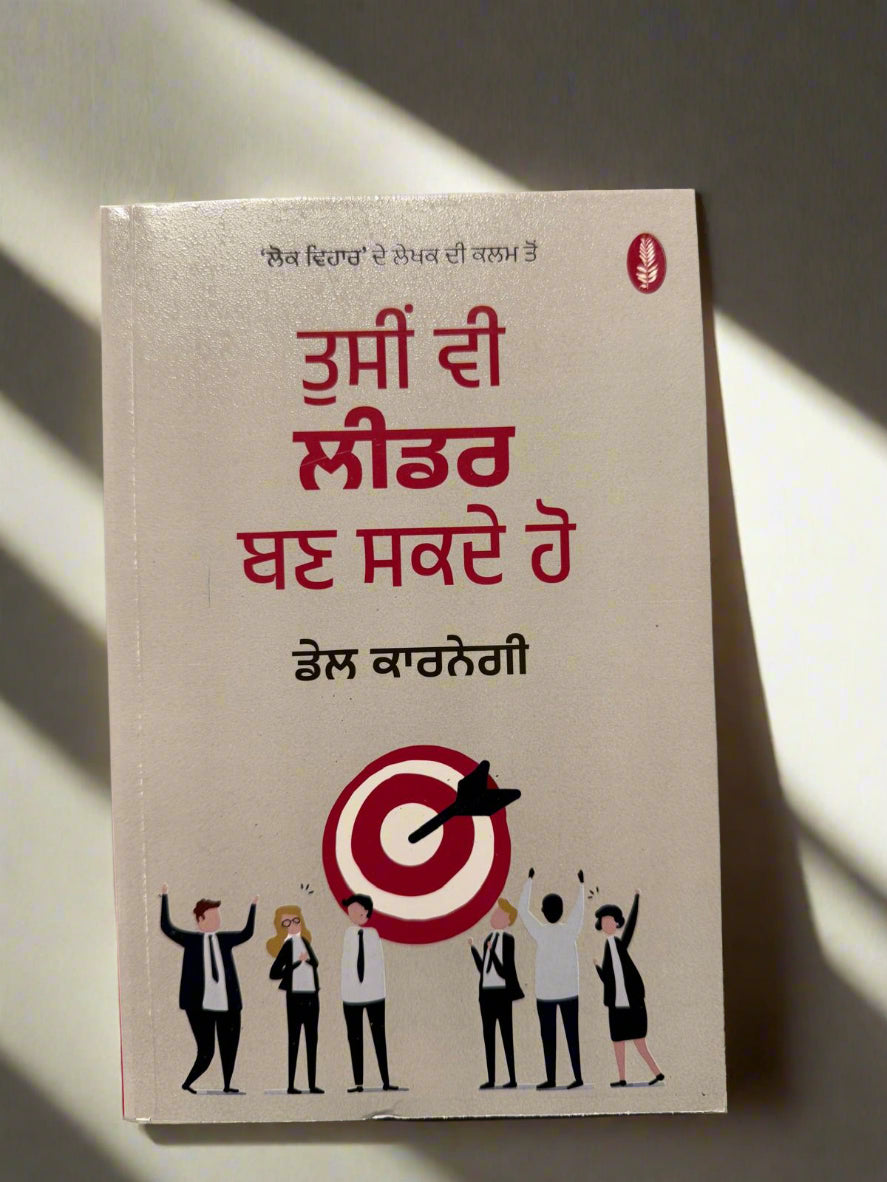 'ਲੋਕ ਵਿਹਾਰ' ਦੇ ਲੇਖਕ ਦੀ ਕਲਮ ਤੋਂ
ਤੁਸੀਂ ਵੀ
ਲੀਡਰ
ਬਣ ਸਕਦੇ ਹੋ
ਡੇਲ ਕਾਰਨੇਗੀ